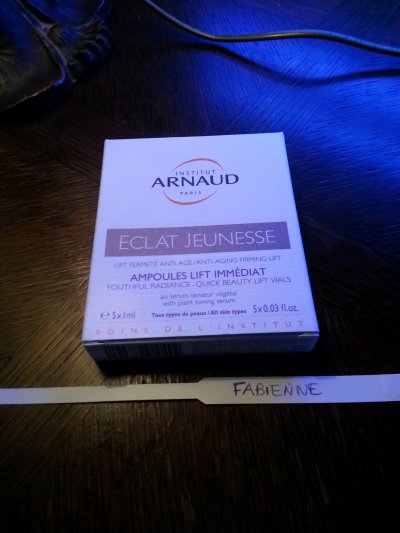 INSTITUT
ARNAUD
PARIS
ECLAT JEUNESSE
LIFT FERMETÉ ANTI-AGE/ANTI-AGING FIRMING LIFT
AMPOULES LIFT IMMÉDIAT
YOUTHFUL RADIANCE - QUICK BEAUTY LIFT VIALS
au sérum tenseur végétal
with plant toning serum
℮ 5x1ml Tous types de peaux / All skin types 5x0.03 fl.oz.
SOINS DE L'INSTITUT
FABIENNE